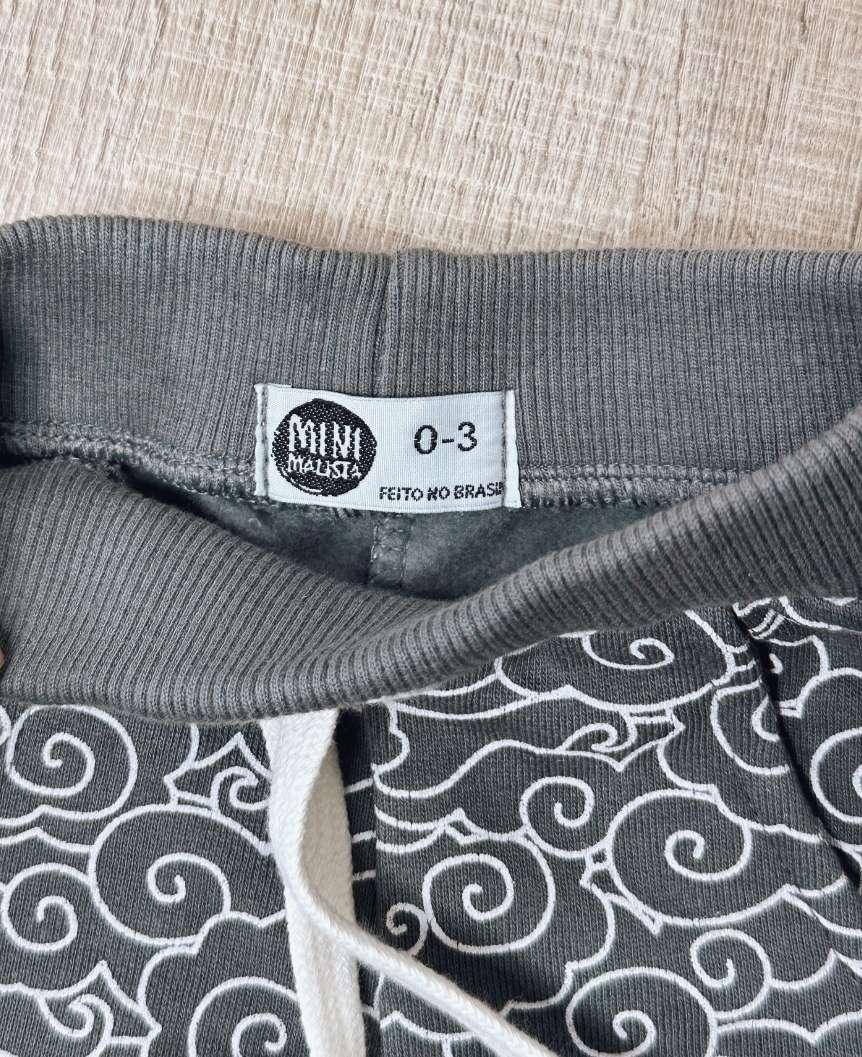 MINI
MALISTA
0-3
FEITO NO BRASIL